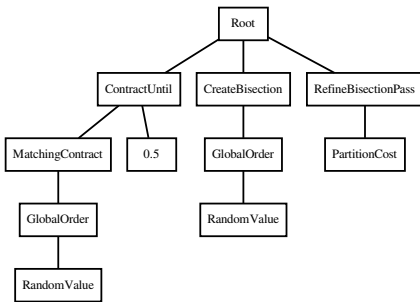 Root
ContractUntil
CreateBisection
RefineBisectionPass
MatchingContract
0.5
GlobalOrder
PartitionCost
GlobalOrder
RandomValue
RandomValue